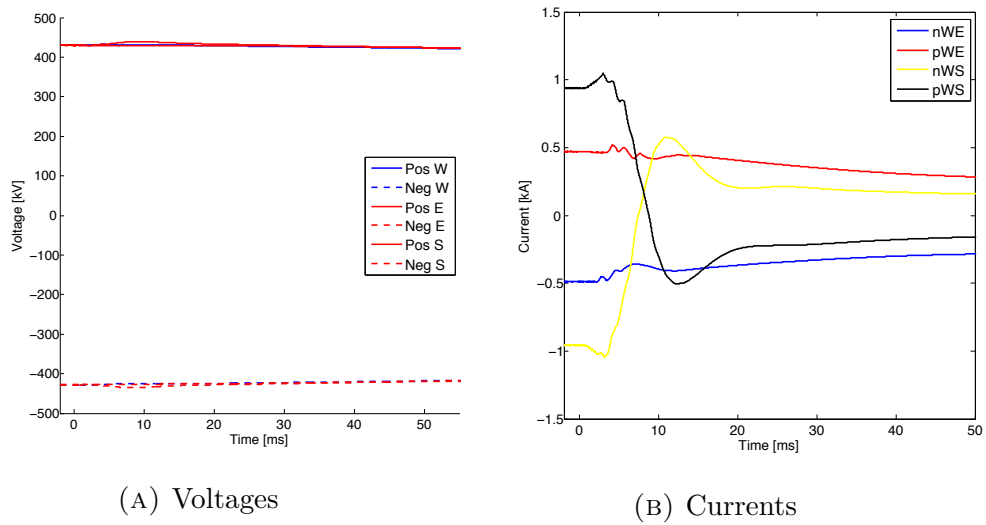 500
400
300
200
100
0
−100
−200
−300
−400
−500
Voltage [kV]
0
10
20
30
40
50
Time [ms]
Pos W
Neg W
Pos E
Neg E
Pos S
Neg S
(A) Voltages
1.5
1
0.5
0
−0.5
−1
−1.5
Current [kA]
0
10
20
30
40
50
Time [ms]
nWE
pWE
nWS
pWS
(B) Currents